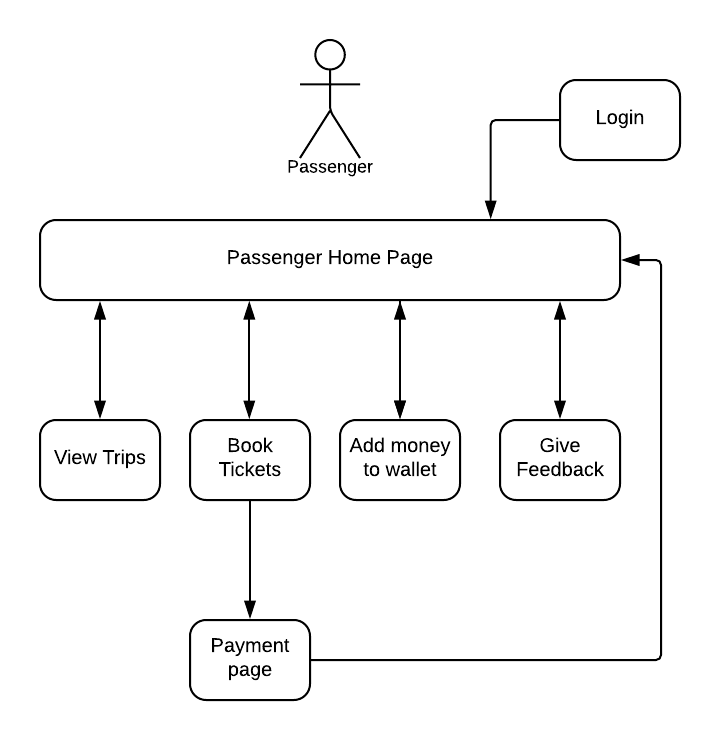 Login
Passenger
Passenger Home Page
View Trips
Book
Tickets
Add money
to wallet
Give
Feedback
Payment
page